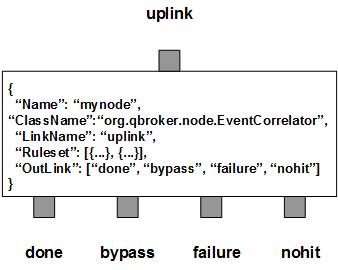 uplink
{
“Name”: “mynode”,
“ClassName”:“org.qbroker.node.EventCorrelator”,
“LinkName”: “uplink”,
“Ruleset”: [{...}, {...}],
“OutLink”: [“done”, “bypass”, “failure”, “nohit”]
}
done bypass failure nohit